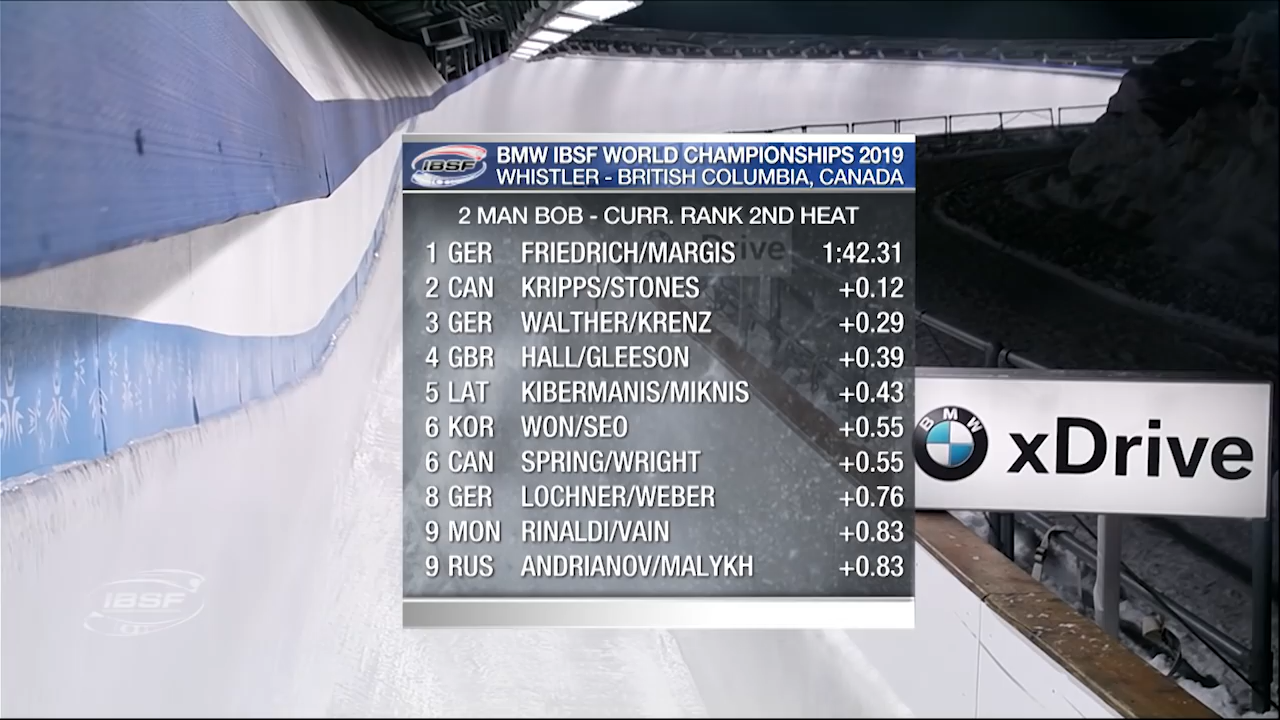 IBSF
BMW IBSF WORLD CHAMPIONSHIPS 2019
WHISTLER - BRITISH COLUMBIA, CANADA
2 MAN BOB - CURR. RANK 2ND HEAT
1 GER FRIEDRICH/MARGIS 1:42.31
2 CAN KRIPPS/STONES +0.12
3 GER WALTHER/KRENZ +0.29
4 GBR HALL/GLEESON +0.39
5 LAT KIBERMANIS/MIKNIS +0.43
6 KOR WON/SEO +0.55
6 CAN SPRING/WRIGHT +0.55
8 GER LOCHNER/WEBER +0.76
9 MON RINALDI/VAIN +0.83
9 RUS ANDRIANOV/MALYKH +0.83
xDrive
BMW
xDrive
IBSF